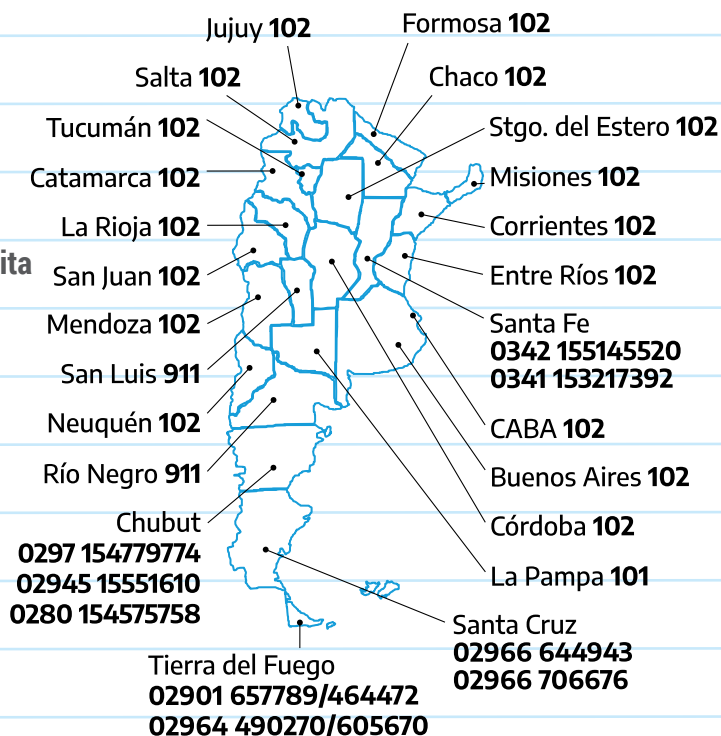 Jujuy 102
Salta 102
Tucumán 102
Catamarca 102
La Rioja 102
ita
San Juan 102
Mendoza 102
San Luis 911
Neuquén 102
Río Negro 911
Chubut
0297 154779774
02945 15551610
0280 154575758
Tierra del Fuego
02901 657789/464472
02964 490270/605670
Formosa 102
Chaco 102
Stgo. del Estero 102
Misiones 102
Corrientes 102
Entre Ríos 102
Santa Fe
0342 155145520
0341 153217392
CABA 102
Buenos Aires 102
Córdoba 102
La Pampa 101
Santa Cruz
02966 644943
02966 706676